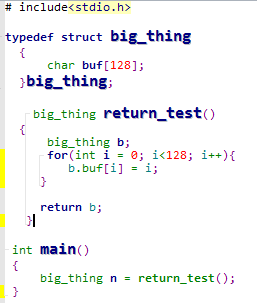 # include<stdio.h>
typedef struct big_thing
{
char buf[128];
}big_thing;
big_thing return_test()
{
big_thing b;
for(int i = 0; i<128; i++){
b.buf[i] = i;
}
return b;
}
int main()
{
big_thing n = return_test();
}